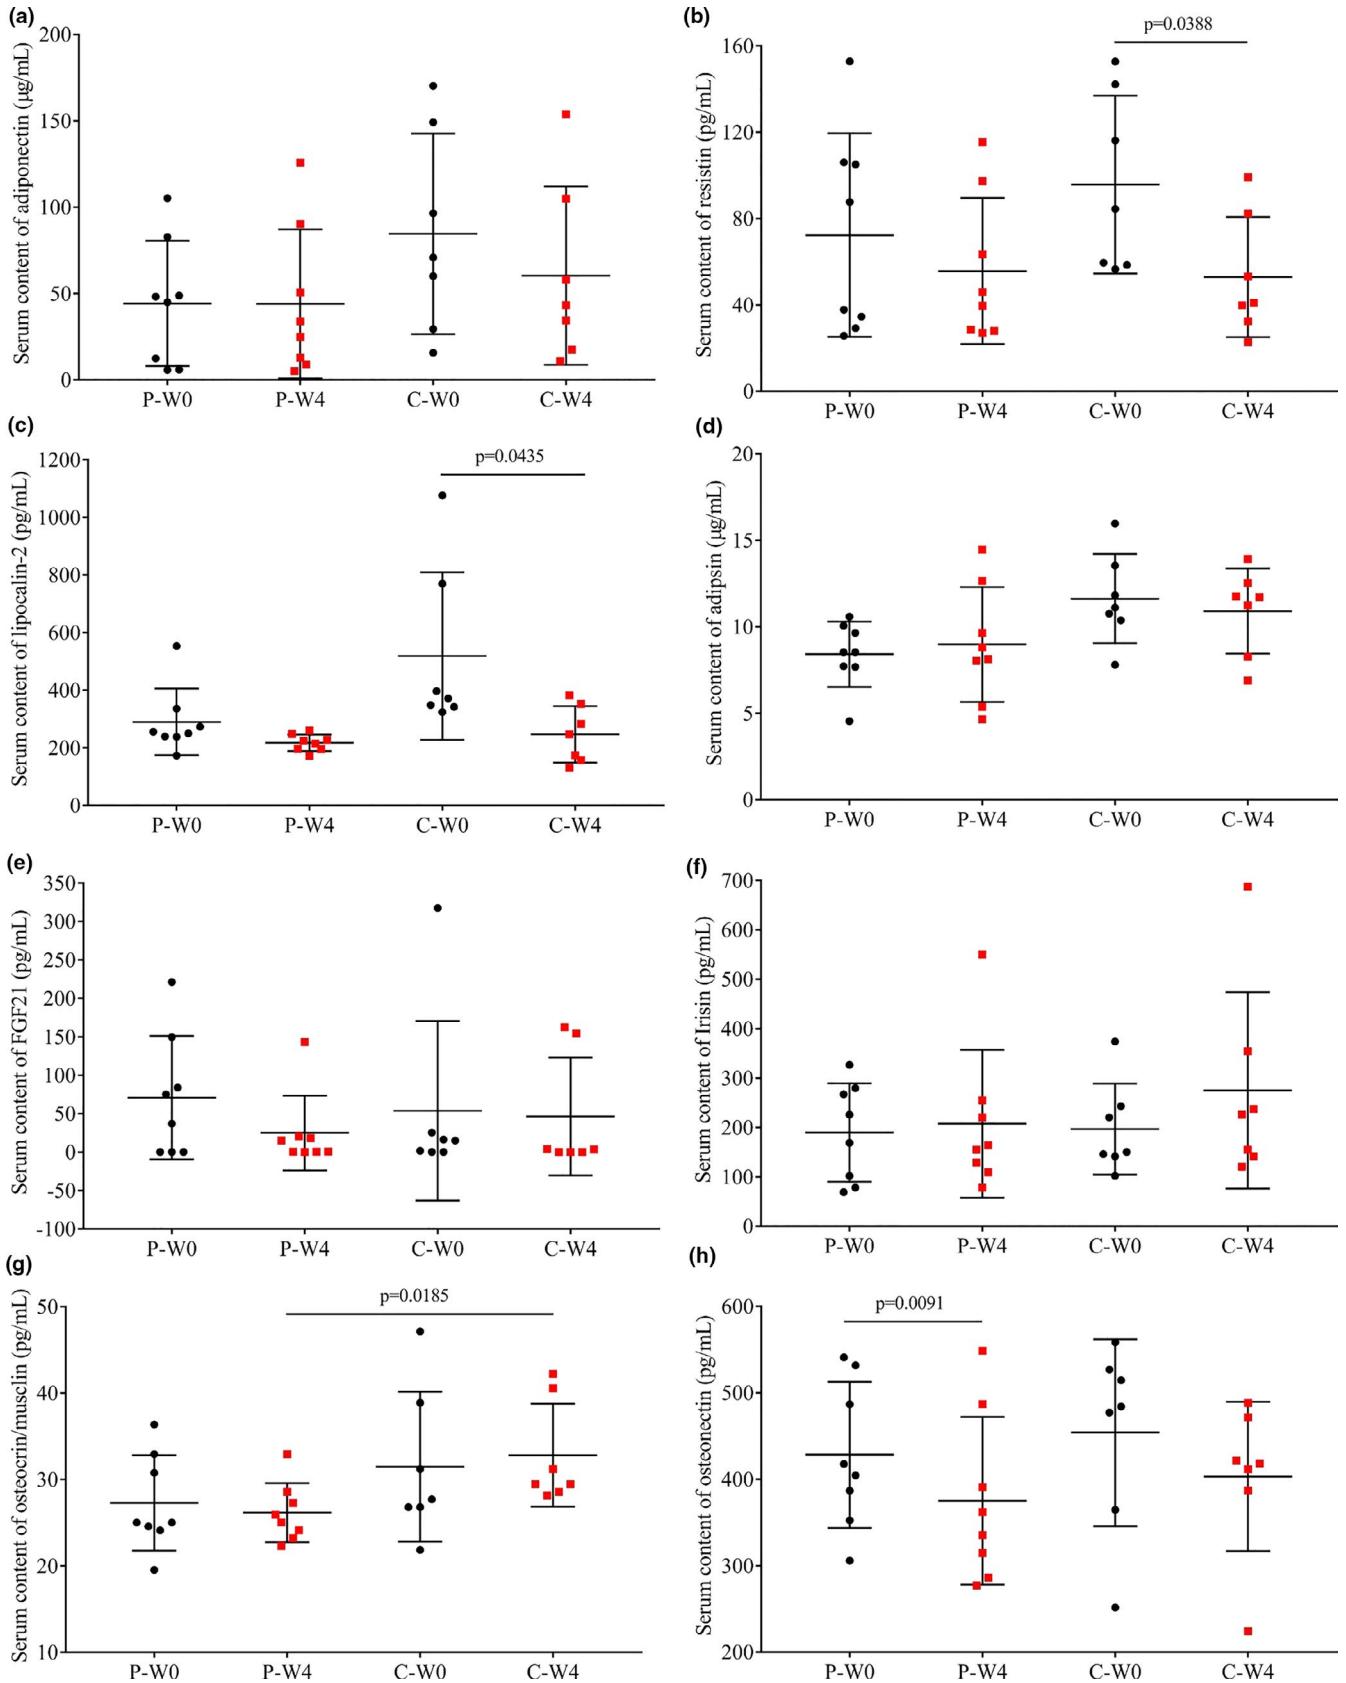 (a)
Serum content of adiponectin (μg/mL)
200
150
100
50
0
P-W0 P-W4 C-W0 C-W4
(b)
p=0.0388
Serum content of resistin (pg/mL)
160
120
80
40
0
P-W0 P-W4 C-W0 C-W4
(c)
p=0.0435
Serum content of lipocalin-2 (pg/mL)
1200
1000
800
600
400
200
0
P-W0 P-W4 C-W0 C-W4
(d)
Serum content of adipsin (μg/mL)
20
15
10
5
0
P-W0 P-W4 C-W0 C-W4
(e)
Serum content of FGF21 (pg/mL)
350
300
250
200
150
100
50
0
-50
-100
P-W0 P-W4 C-W0 C-W4
(f)
Serum content of Irisin (pg/mL)
700
600
500
400
300
200
100
0
P-W0 P-W4 C-W0 C-W4
(g)
p=0.0185
Serum content of osteocrin/musclin (pg/mL)
50
40
30
20
10
P-W0 P-W4 C-W0 C-W4
(h)
p=0.0091
Serum content of osteonectin (pg/mL)
600
500
400
300
200
P-W0 P-W4 C-W0 C-W4